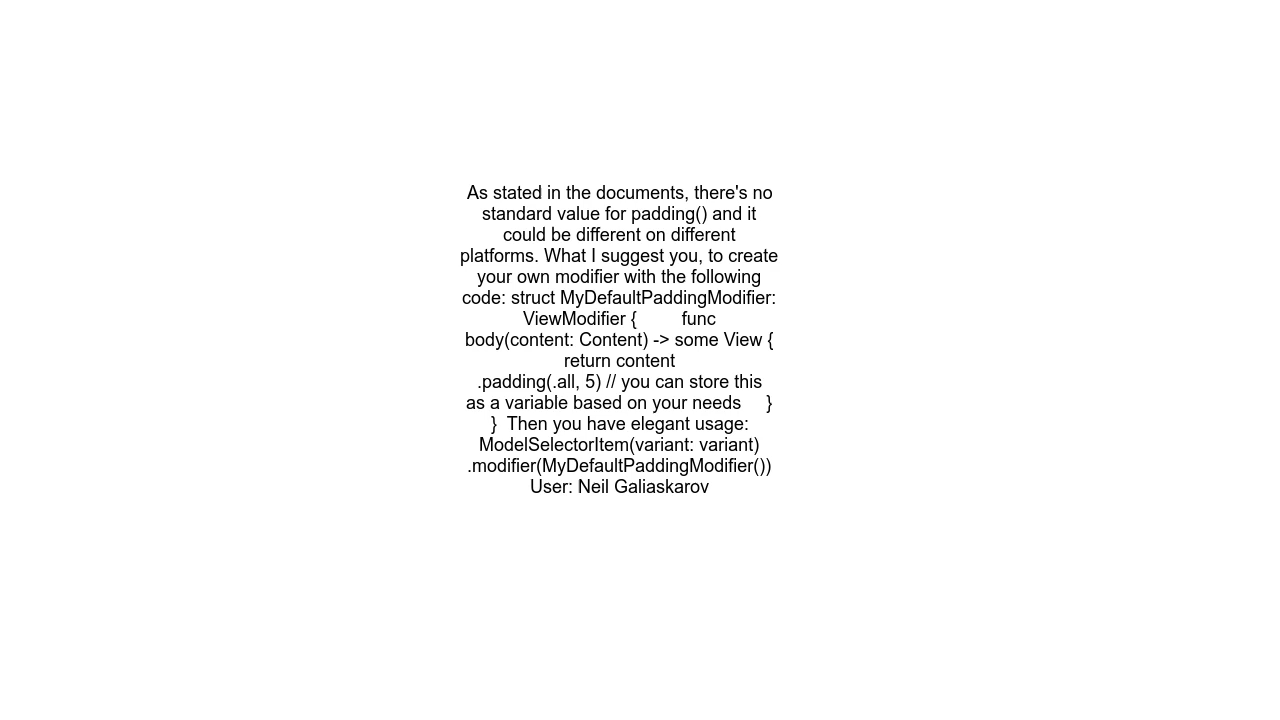 As stated in the documents, there's no
standard value for padding() and it
could be different on different
platforms. What I suggest you, to create
your own modifier with the following
code: struct MyDefaultPaddingModifier:
ViewModifier {         func
body(content: Content) -> some View {
return content
.padding(.all, 5) // you can store this
as a variable based on your needs     }
}  Then you have elegant usage:
ModelSelectorItem(variant: variant)
.modifier(MyDefaultPaddingModifier())
User: Neil Galiaskarov